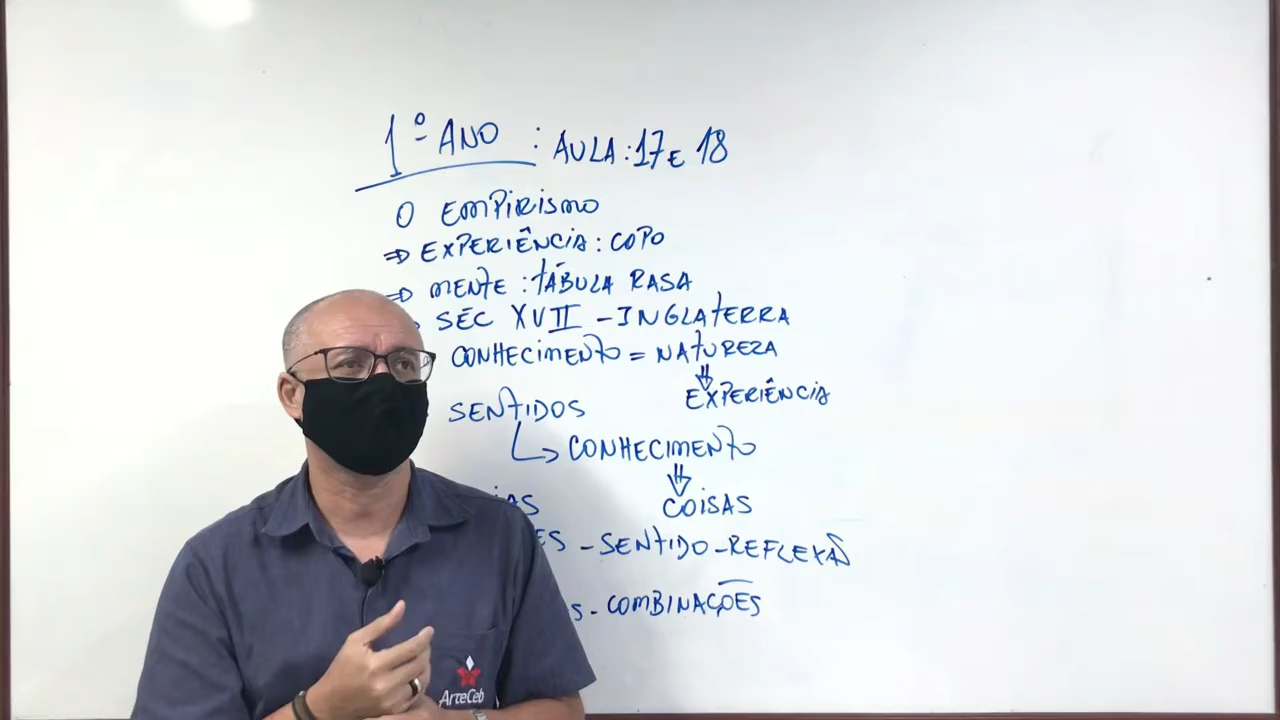 1º ANO : AULA : 17 E 18
O EMPIRISMO
⇒ EXPERIÊNCIA : COPO
⇒ MENTE : TÁBULA RASA
SÉC XVII - INGLATERRA
CONHECIMENTO = NATUREZA
⇓
EXPERIÊNCIA
SENTIDOS
↳ CONHECIMENTO
⇓
COISAS
- SENTIDO - REFLEXÃ
- COMBINAÇÕES
ArteCeb